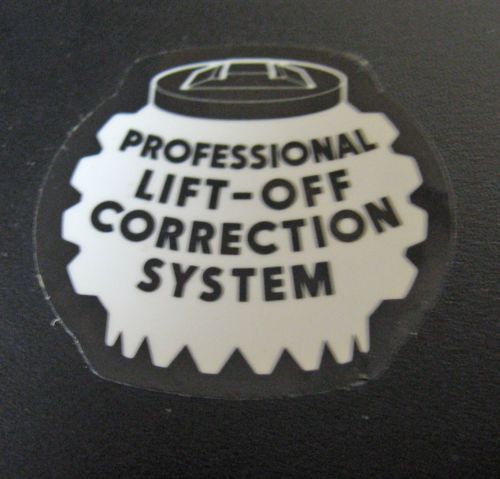 PROFESSIONAL
LIFT-OFF
CORRECTION
SYSTEM